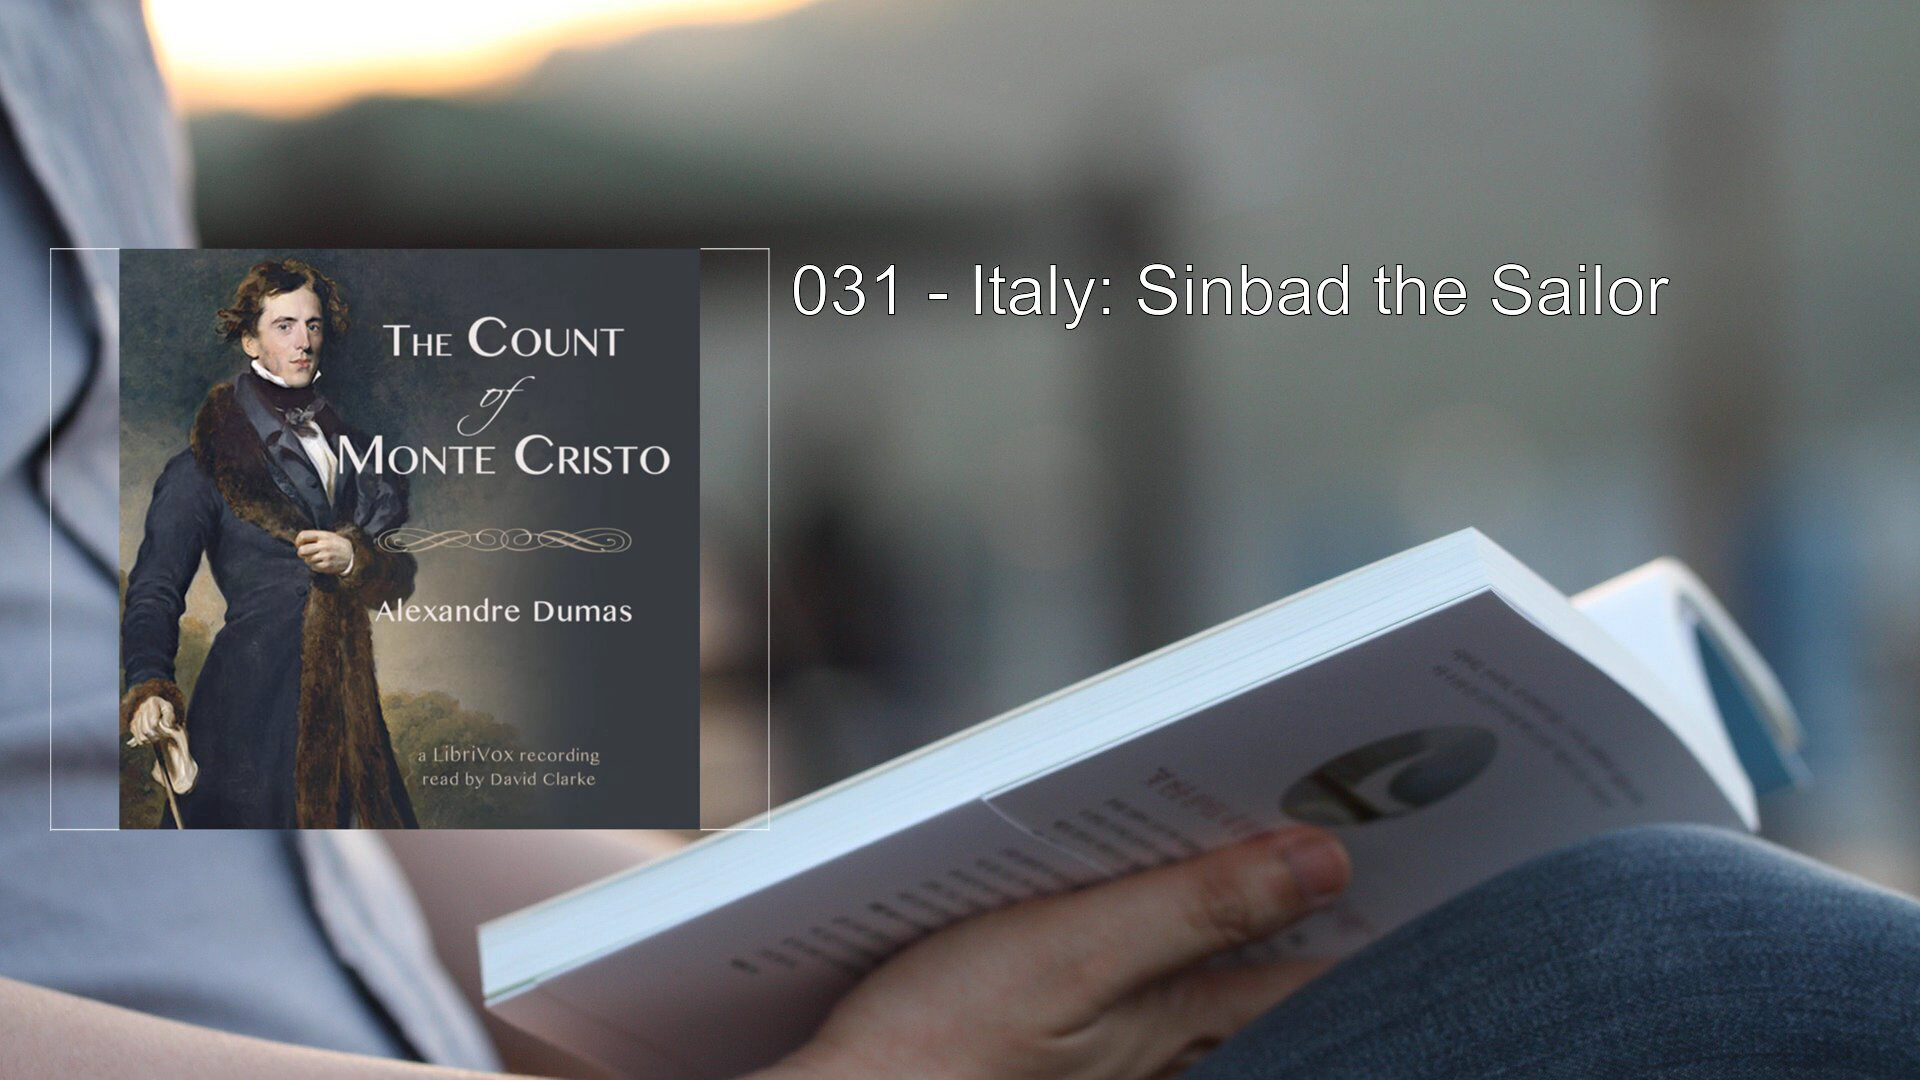 The Count
of
Monte Cristo
Alexandre Dumas
a LibriVox recording
read by David Clarke
031 - Italy: Sinbad the Sailor